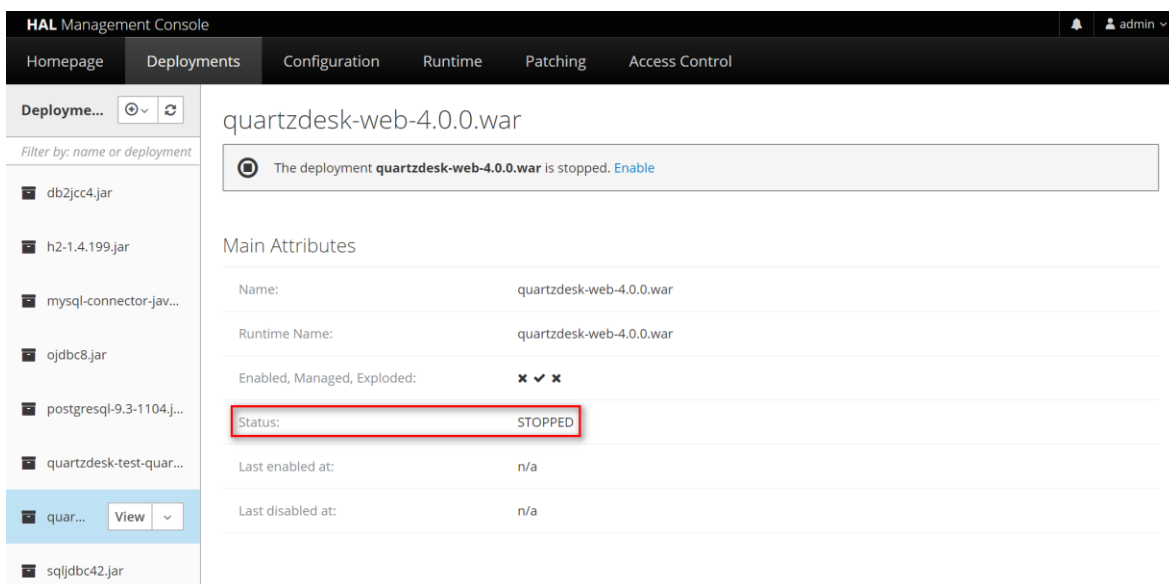 HAL Management Console
admin
Homepage Deployments Configuration Runtime Patching Access Control
Deployme...
Filter by: name or deployment
db2jcc4.jar
h2-1.4.199.jar
mysql-connector-jav...
ojdbc8.jar
postgresql-9.3-1104.j...
quartzdesk-test-quar...
quar... View
sqljdbc42.jar
quartzdesk-web-4.0.0.war
The deployment quartzdesk-web-4.0.0.war is stopped. Enable
Main Attributes
Name: quartzdesk-web-4.0.0.war
Runtime Name: quartzdesk-web-4.0.0.war
Enabled, Managed, Exploded:
Status: STOPPED
Last enabled at: n/a
Last disabled at: n/a